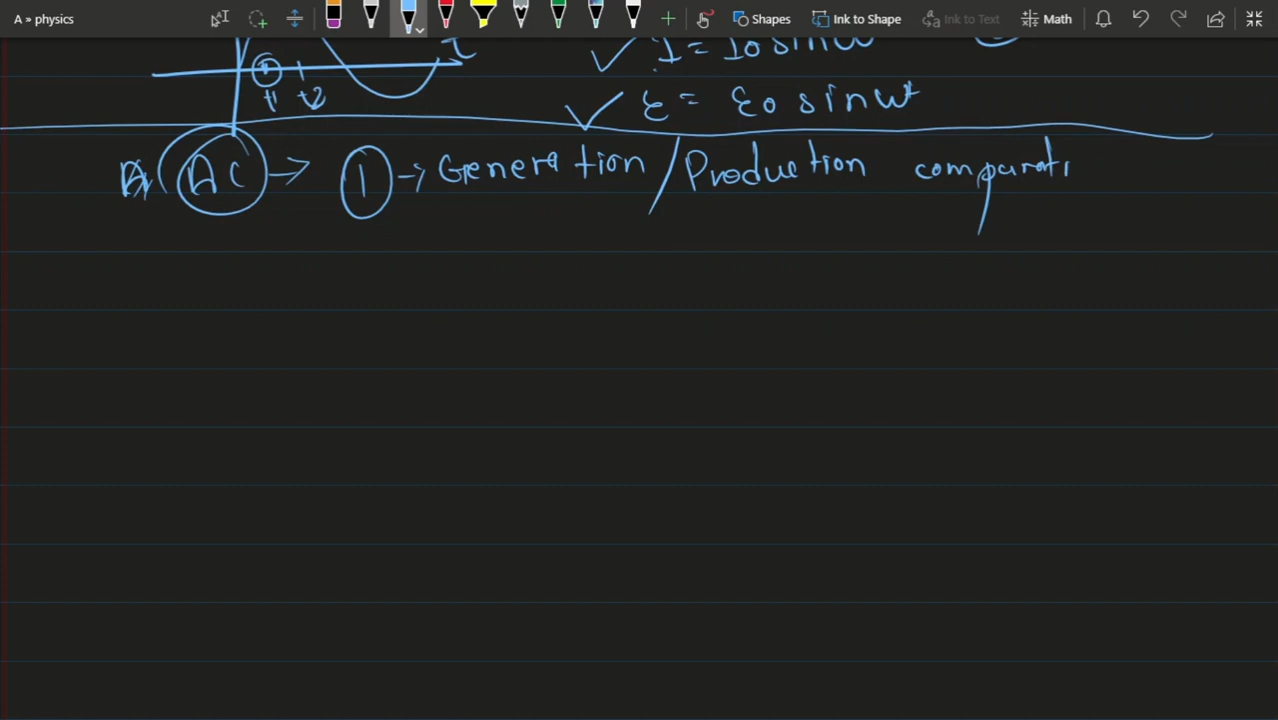 A » physics
Shapes Ink to Shape Ink to Text Math
I = I0 sinω
t1 t2
ε = ε0 sinωt
AC → 1 → Generation / Production comparati